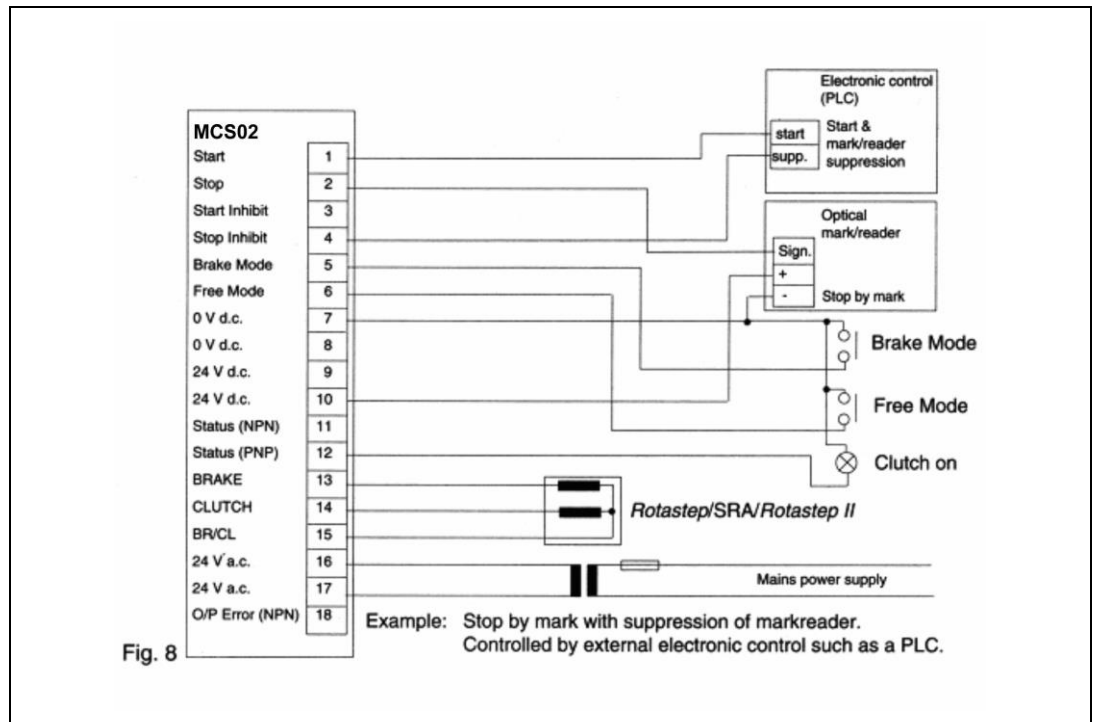 MCS02
Start 1
Stop 2
Start Inhibit 3
Stop Inhibit 4
Brake Mode 5
Free Mode 6
0 V d.c. 7
0 V d.c. 8
24 V d.c. 9
24 V d.c. 10
Status (NPN) 11
Status (PNP) 12
BRAKE 13
CLUTCH 14
BR/CL 15
24 V a.c. 16
24 V a.c. 17
O/P Error (NPN) 18
Electronic control
(PLC)
start
supp.
Start &
mark/reader
suppression
Optical
mark/reader
Sign.
+
-
Stop by mark
Brake Mode
Free Mode
Clutch on
Rotastep/SRA/Rotastep II
Mains power supply
Example: Stop by mark with suppression of markreader.
Controlled by external electronic control such as a PLC.
Fig. 8